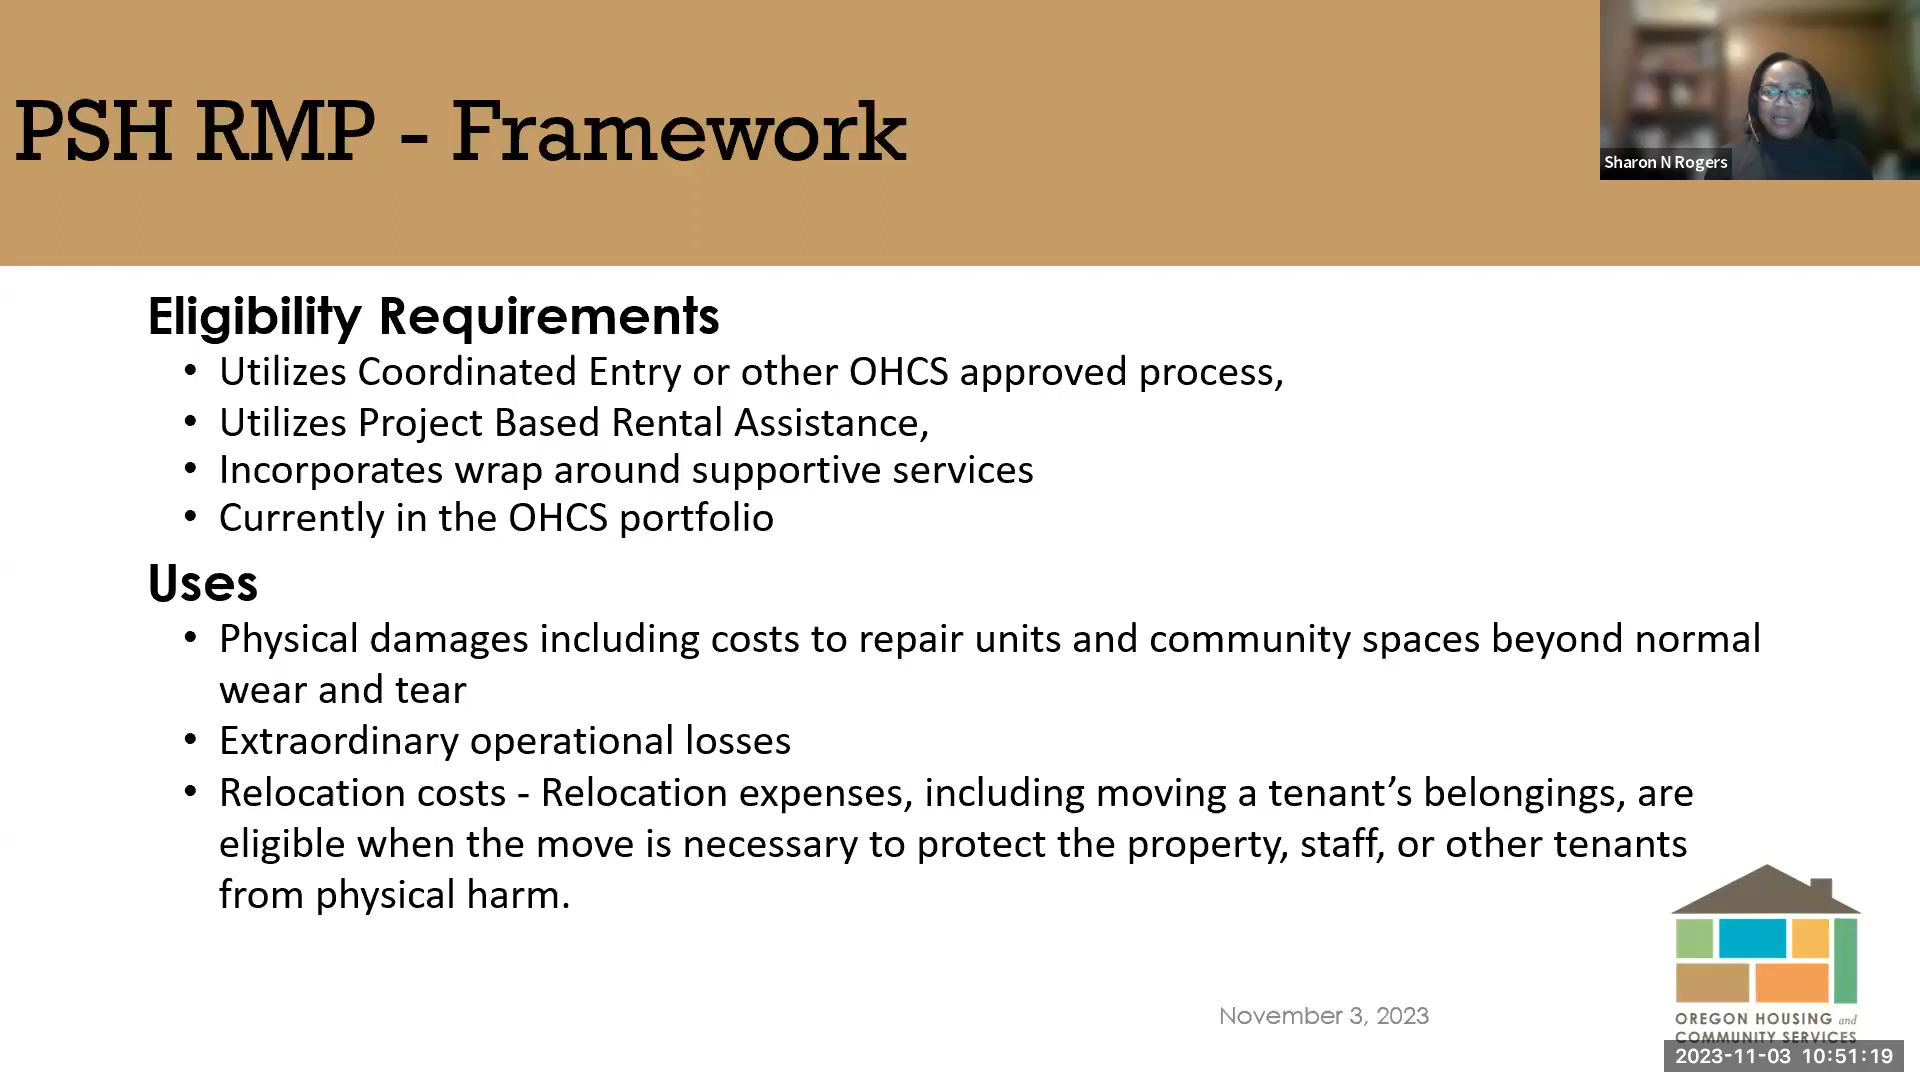 PSH RMP - Framework
Sharon N Rogers
Eligibility Requirements
• Utilizes Coordinated Entry or other OHCS approved process,
• Utilizes Project Based Rental Assistance,
• Incorporates wrap around supportive services
• Currently in the OHCS portfolio
Uses
• Physical damages including costs to repair units and community spaces beyond normal
wear and tear
• Extraordinary operational losses
• Relocation costs - Relocation expenses, including moving a tenant’s belongings, are
eligible when the move is necessary to protect the property, staff, or other tenants
from physical harm.
November 3, 2023
OREGON HOUSING and
COMMUNITY SERVICES
2023-11-03 10:51:19